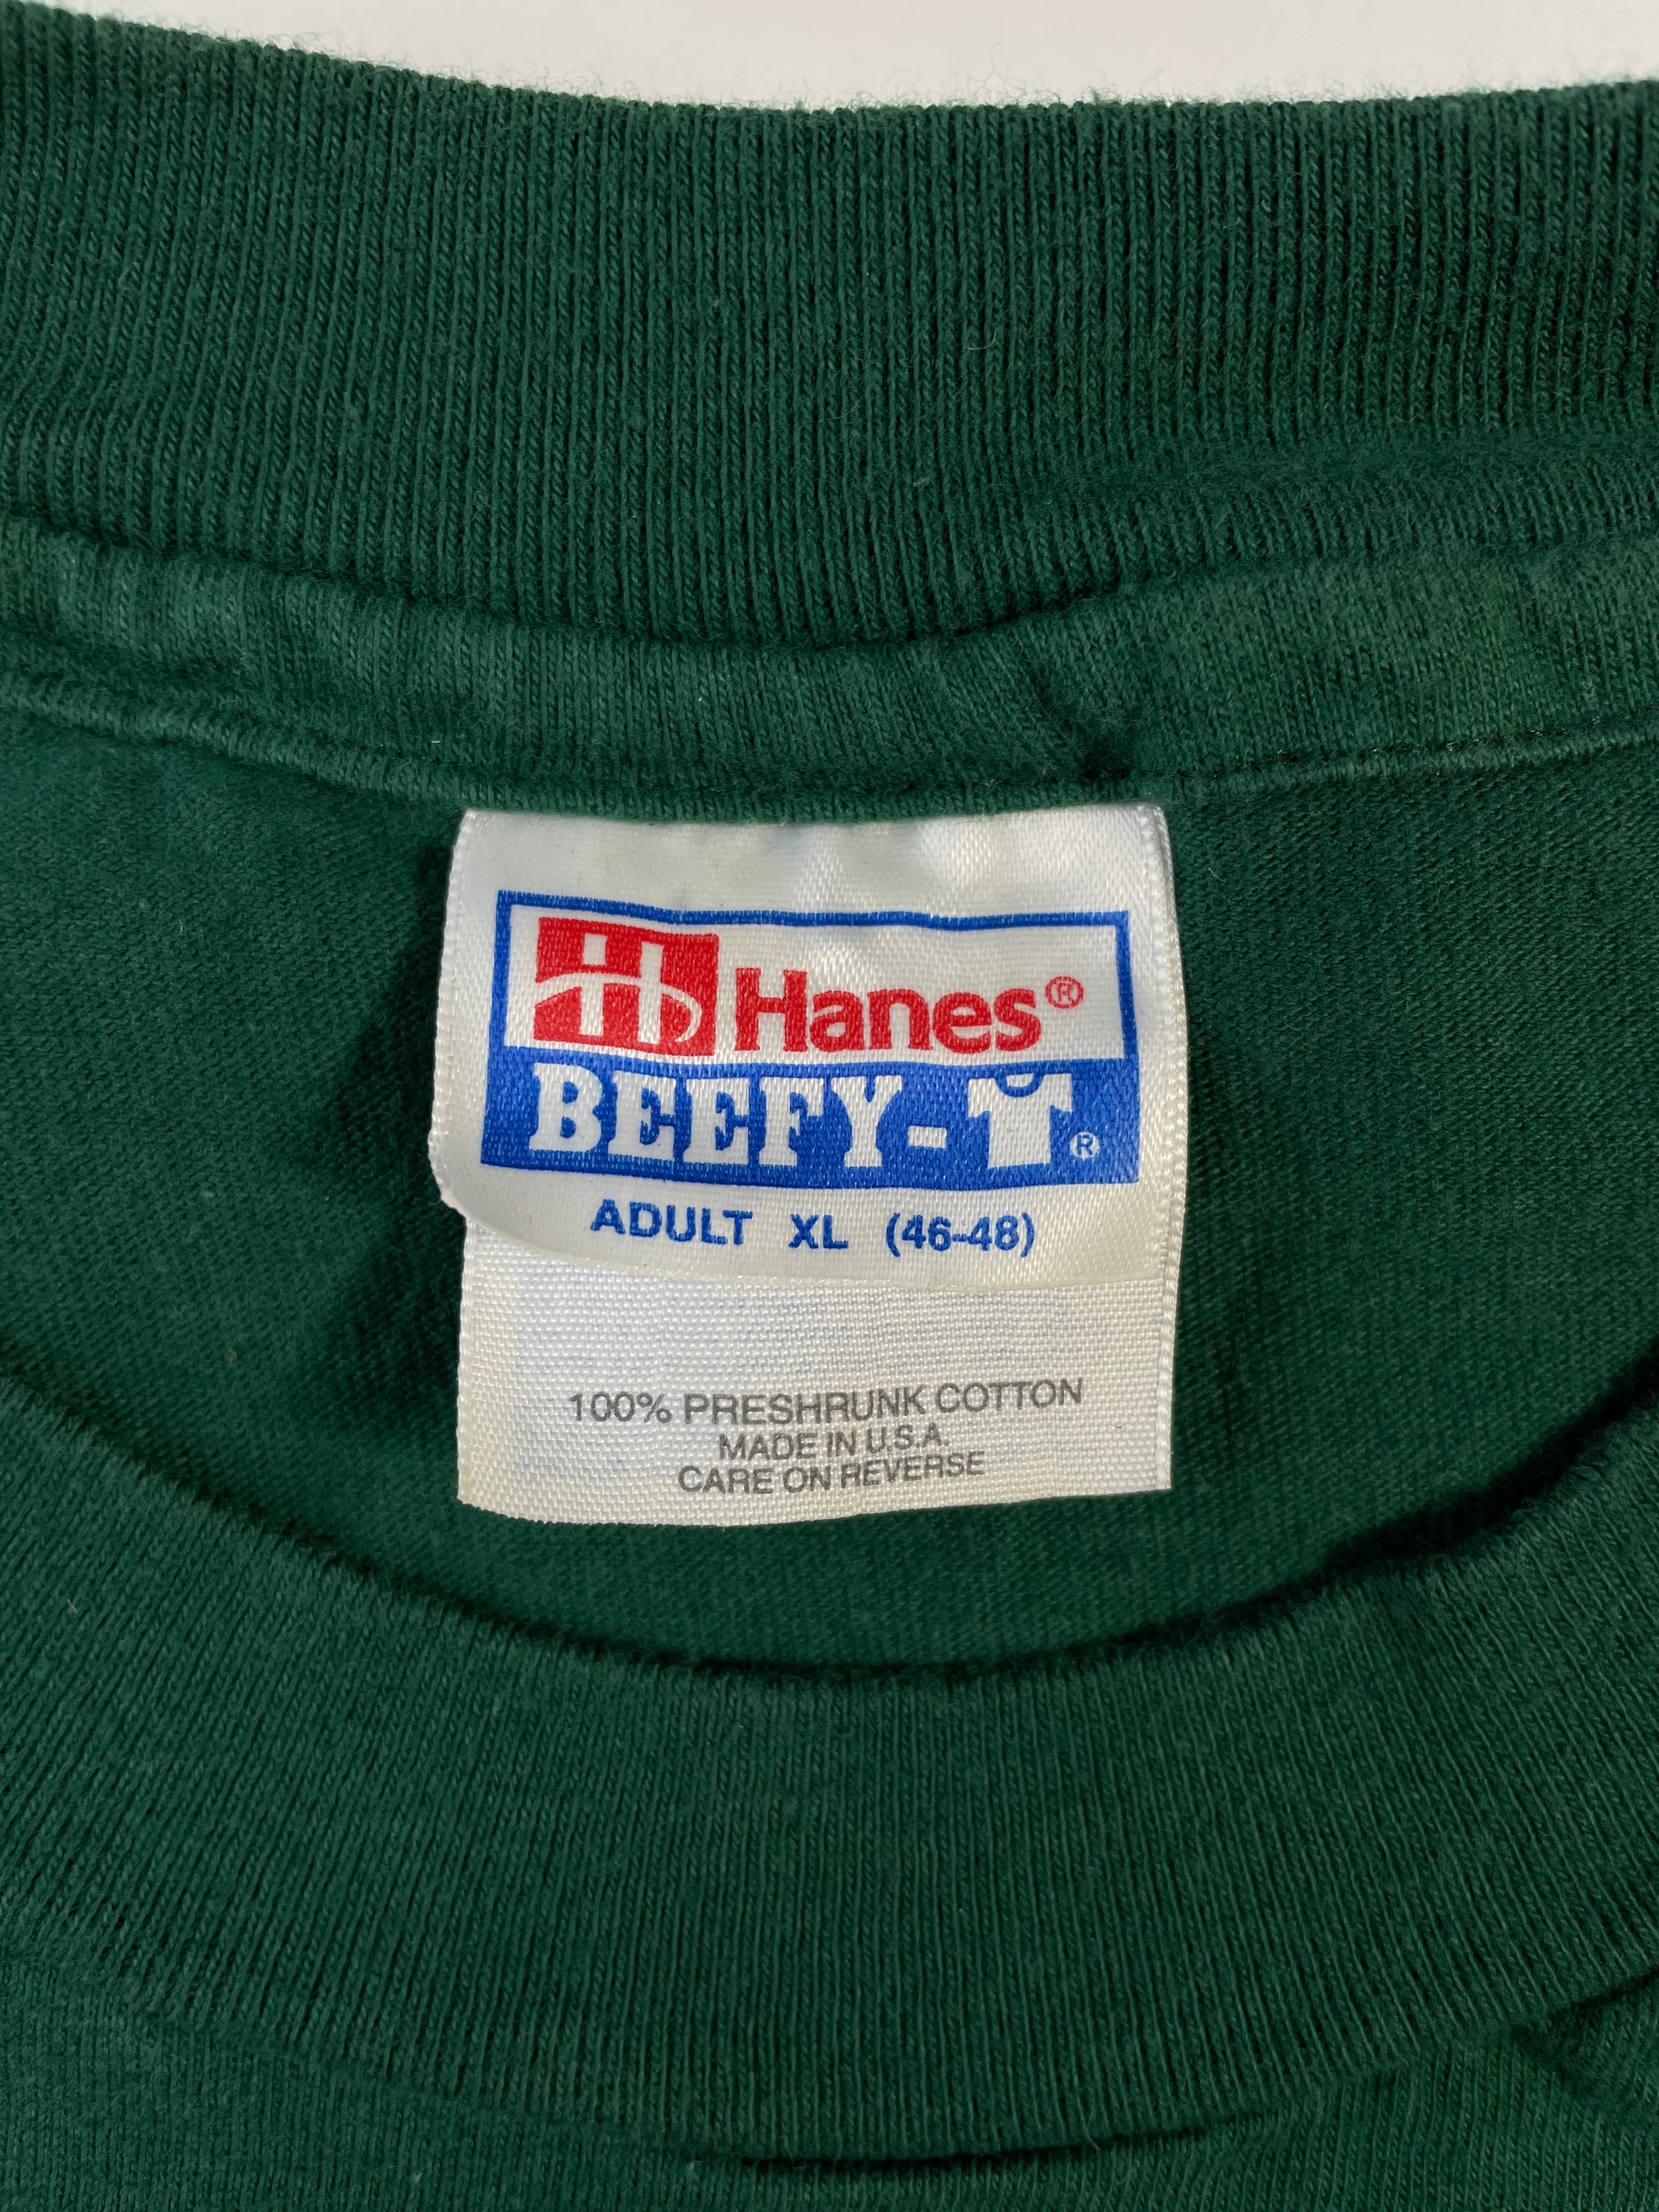 H Hanes®
BEEFY-T®
ADULT XL (46-48)
100% PRESHRUNK COTTON
MADE IN U.S.A.
CARE ON REVERSE